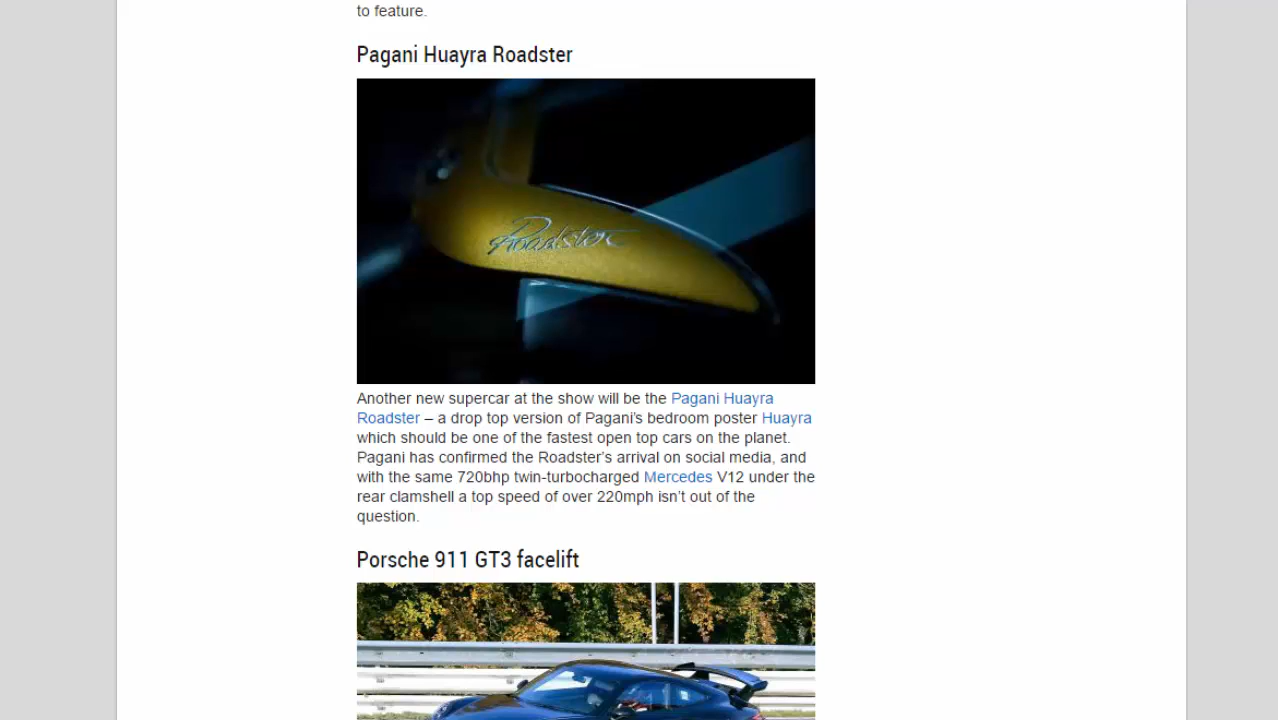 to feature.
Pagani Huayra Roadster
Roadster
Another new supercar at the show will be the Pagani Huayra
Roadster – a drop top version of Pagani’s bedroom poster Huayra
which should be one of the fastest open top cars on the planet.
Pagani has confirmed the Roadster’s arrival on social media, and
with the same 720bhp twin-turbocharged Mercedes V12 under the
rear clamshell a top speed of over 220mph isn’t out of the
question.
Porsche 911 GT3 facelift